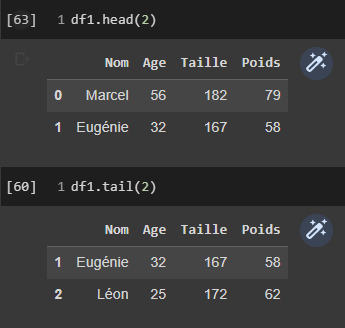 [63] 1 df1.head(2)
Nom Age Taille Poids
0 Marcel 56 182 79
1 Eugénie 32 167 58
[60] 1 df1.tail(2)
Nom Age Taille Poids
1 Eugénie 32 167 58
2 Léon 25 172 62